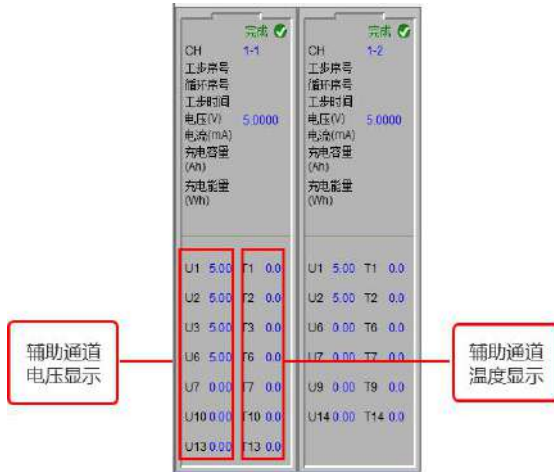 完成
CH 1-1
工步序号
循环序号
工步时间
电压(V) 5.0000
电流(mA)
充电容量
(Ah)
充电能量
(Wh)
U1 5.00 T1 0.0
U2 5.00 T2 0.0
U3 5.00 T3 0.0
U6 5.00 T6 0.0
U7 0.00 T7 0.0
U10 0.00 T10 0.0
U13 0.00 T13 0.0
完成
CH 1-2
工步序号
循环序号
工步时间
电压(V) 5.0000
电流(mA)
充电容量
(Ah)
充电能量
(Wh)
U1 5.00 T1 0.0
U2 5.00 T2 0.0
U6 0.00 T6 0.0
U7 0.00 T7 0.0
U9 0.00 T9 0.0
U14 0.00 T14 0.0
辅助通道
电压显示
辅助通道
温度显示